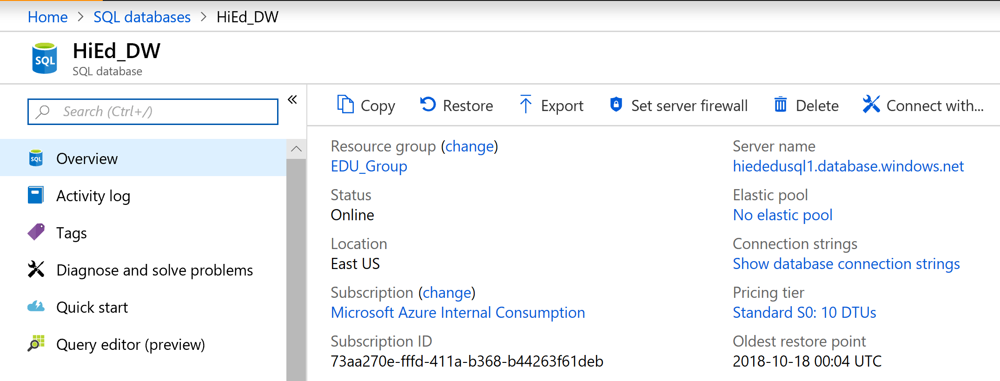 Home > SQL databases > HiEd_DW
SQL
HiEd_DW
SQL database
Search (Ctrl+/)
«
Copy
Restore
Export
Set server firewall
Delete
Connect with...
SQL
Overview
Activity log
Tags
Diagnose and solve problems
Quick start
Query editor (preview)
Resource group (change)
EDU_Group
Status
Online
Location
East US
Subscription (change)
Microsoft Azure Internal Consumption
Subscription ID
73aa270e-fffd-411a-b368-b44263f61deb
Server name
hiededusql1.database.windows.net
Elastic pool
No elastic pool
Connection strings
Show database connection strings
Pricing tier
Standard S0: 10 DTUs
Oldest restore point
2018-10-18 00:04 UTC